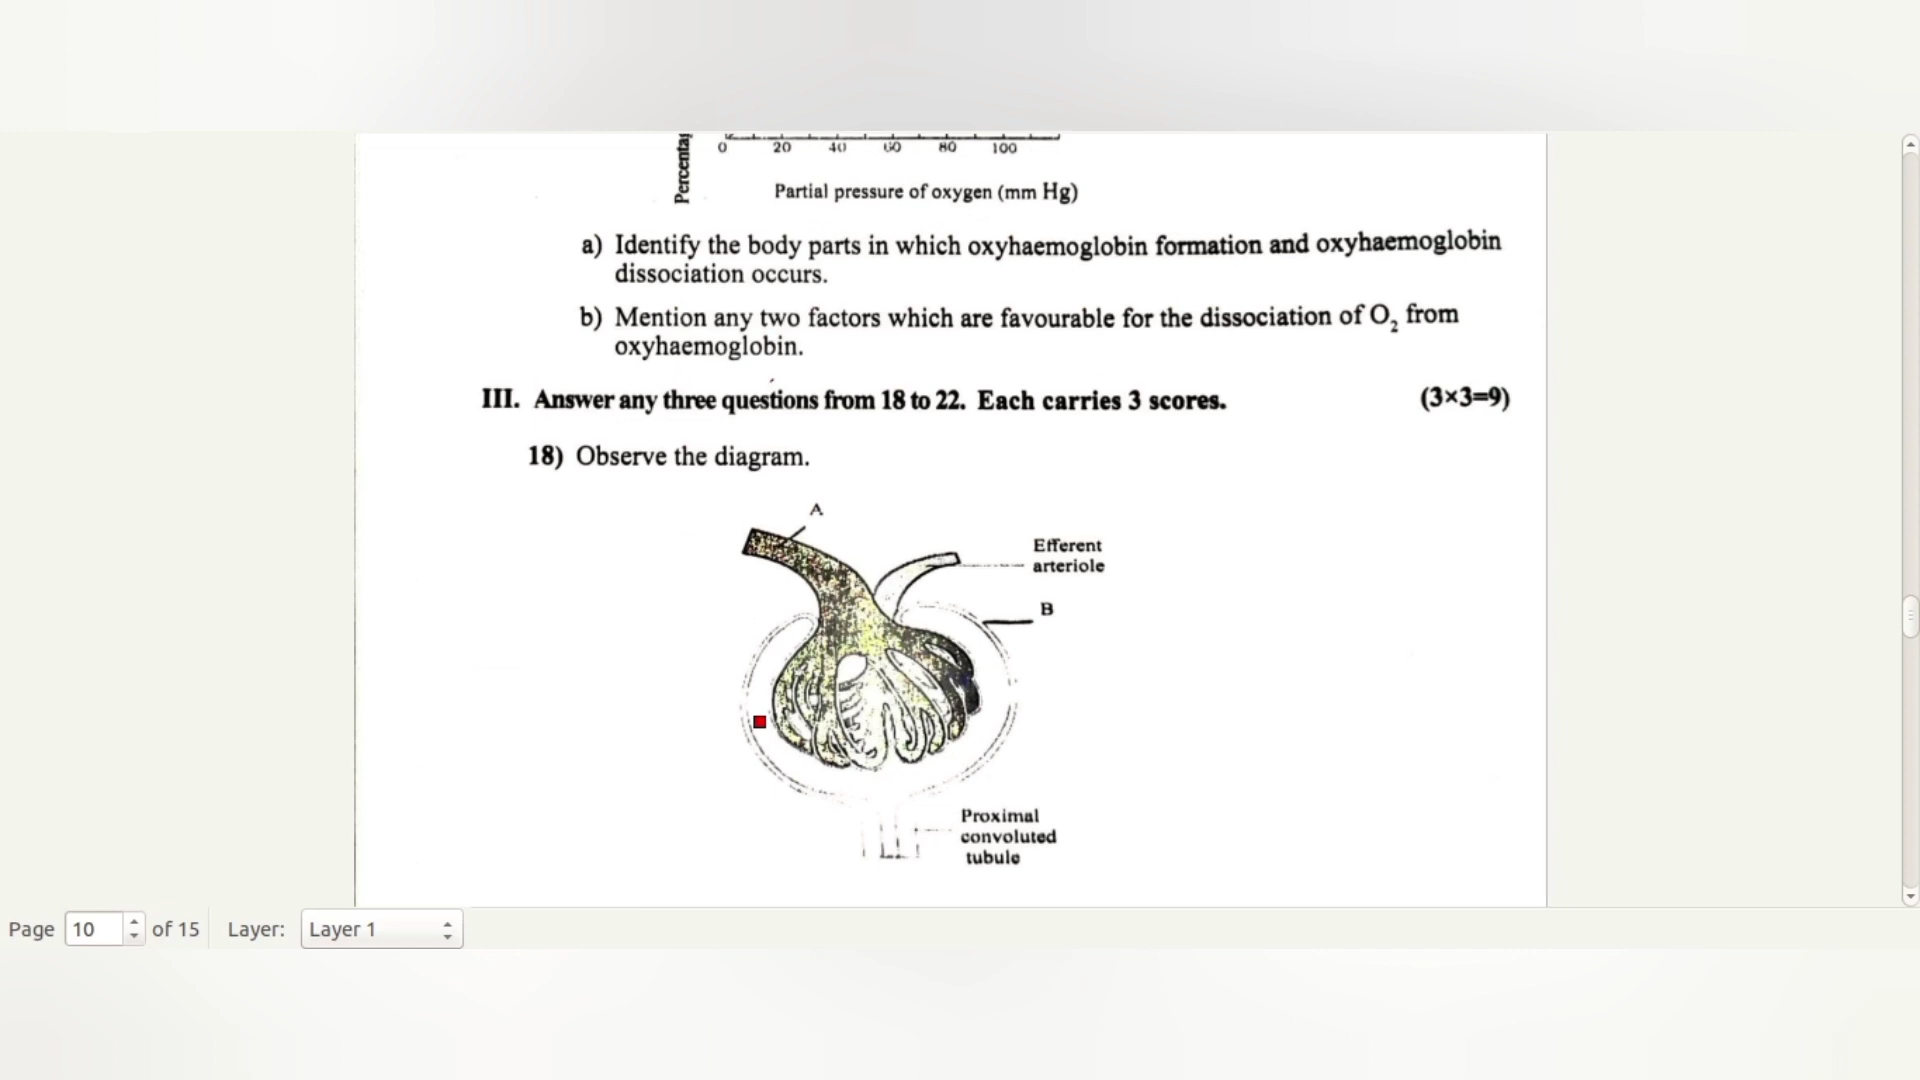 Percentag
0 20 40 60 80 100
Partial pressure of oxygen (mm Hg)
a) Identify the body parts in which oxyhaemoglobin formation and oxyhaemoglobin
dissociation occurs.
b) Mention any two factors which are favourable for the dissociation of O₂ from
oxyhaemoglobin.
III. Answer any three questions from 18 to 22. Each carries 3 scores. (3×3=9)
18) Observe the diagram.
A
Efferent
arteriole
B
Proximal
convoluted
tubule
Page 10 of 15 Layer: Layer 1